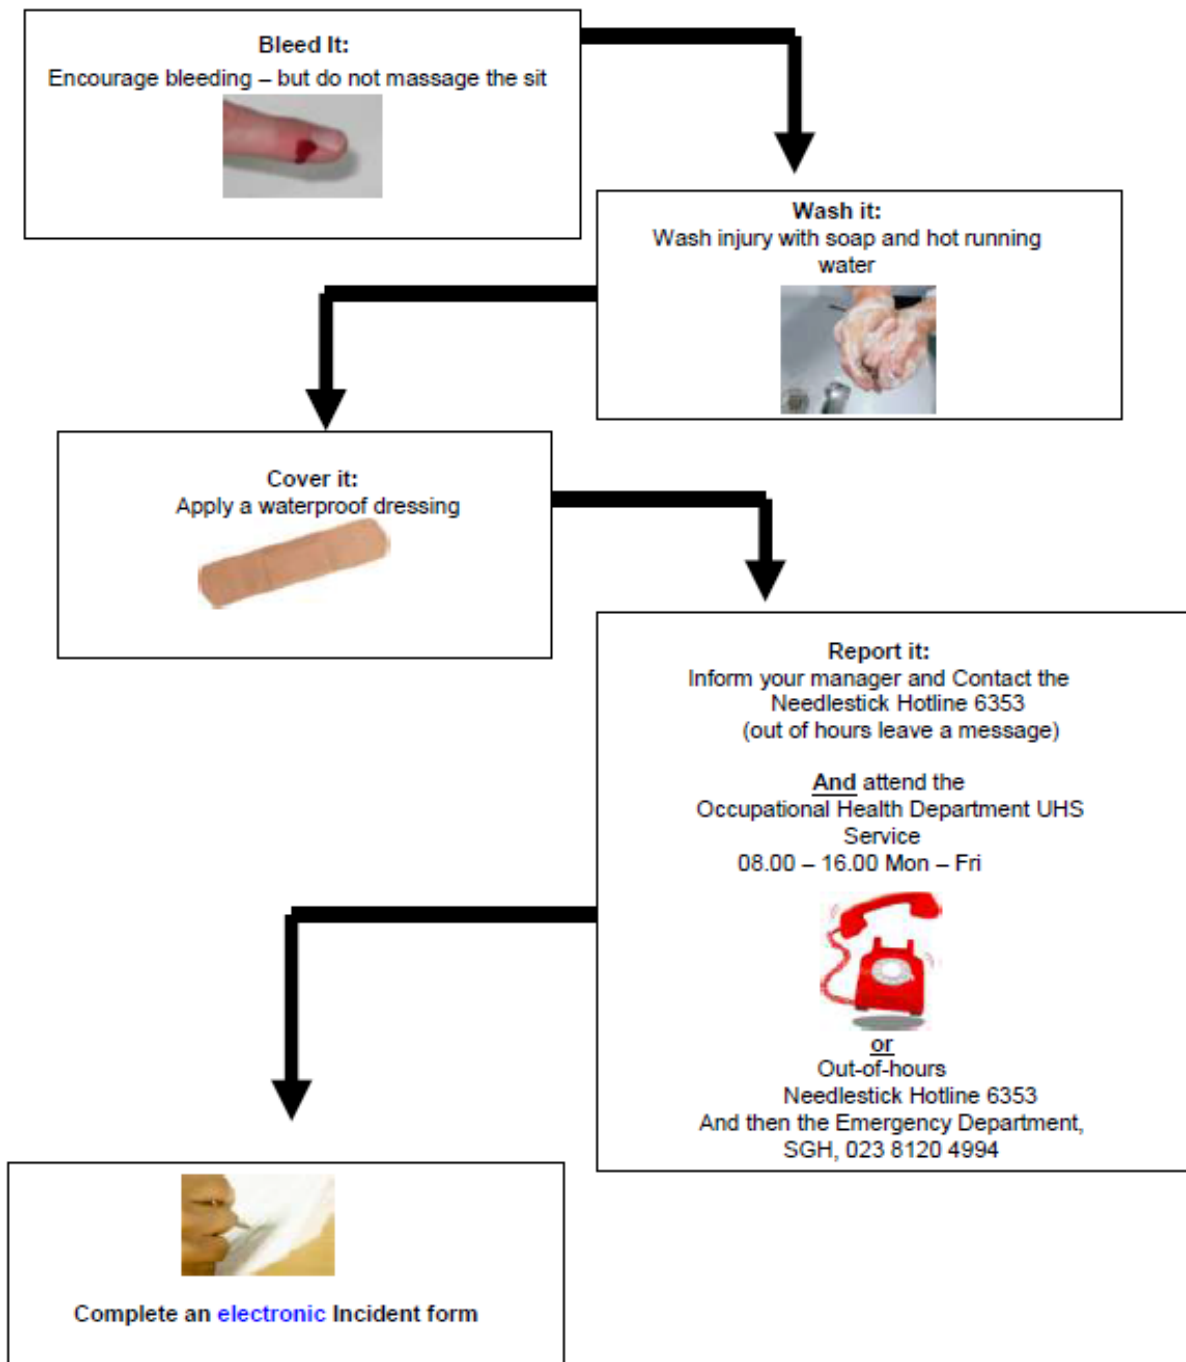 Bleed It:
Encourage bleeding – but do not massage the sit
Wash it:
Wash injury with soap and hot running
water
Cover it:
Apply a waterproof dressing
Report it:
Inform your manager and Contact the
Needlestick Hotline 6353
(out of hours leave a message)
And attend the
Occupational Health Department UHS
Service
08.00 – 16.00 Mon – Fri
or
Out-of-hours
Needlestick Hotline 6353
And then the Emergency Department,
SGH, 023 8120 4994
Complete an electronic Incident form